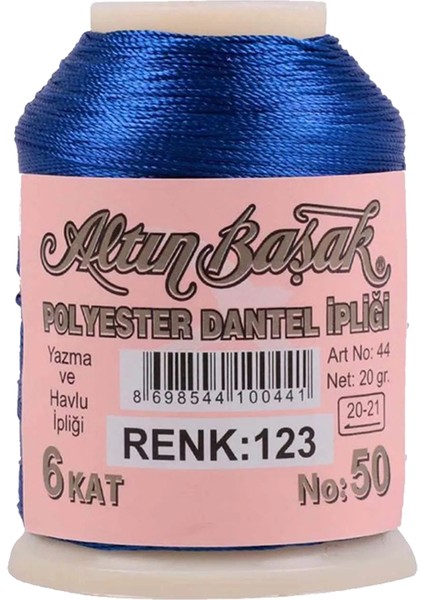 Altın Başak®
POLYESTER DANTEL İPLİĞİ
Yazma
ve
Havlu
İpliği
8 698544 100441
Art No: 44
Net: 20 gr.
20-21
RENK:123
6 KAT
No: 50